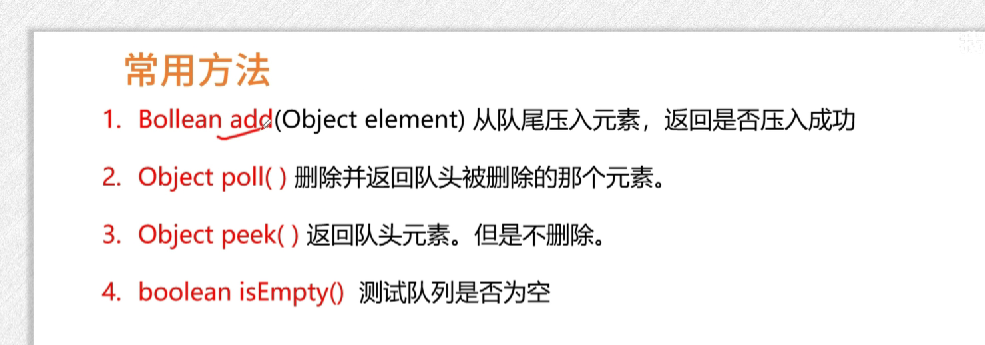 常用方法
1. Bollean add(Object element) 从队尾压入元素，返回是否压入成功
2. Object poll( ) 删除并返回队头被删除的那个元素。
3. Object peek( ) 返回队头元素。但是不删除。
4. boolean isEmpty() 测试队列是否为空